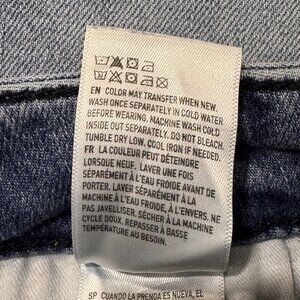 EN COLOR MAY TRANSFER WHEN NEW.
WASH ONCE SEPARATELY IN COLD WATER
BEFORE WEARING. MACHINE WASH COLD
INSIDE OUT. DO NOT BLEACH.
TUMBLE DRY LOW. COOL IRON IF NEEDED.
FR LA COULEUR PEUT DÉTEINDRE
LORSQUE NEUF. LAVER UNE FOIS
SÉPARÉMENT À L'EAU FROIDE AVANT DE
PORTER. LAVER SÉPARÉMENT À LA
MACHINE À L'EAU FROIDE, À L'ENVERS. NE
PAS JAVELLISER. SÉCHER À LA MACHINE
CYCLE DOUX. REPASSER À BASSE
TEMPÉRATURE AU BESOIN.
SP CUANDO LA PRENDA ES NUEVA, EL